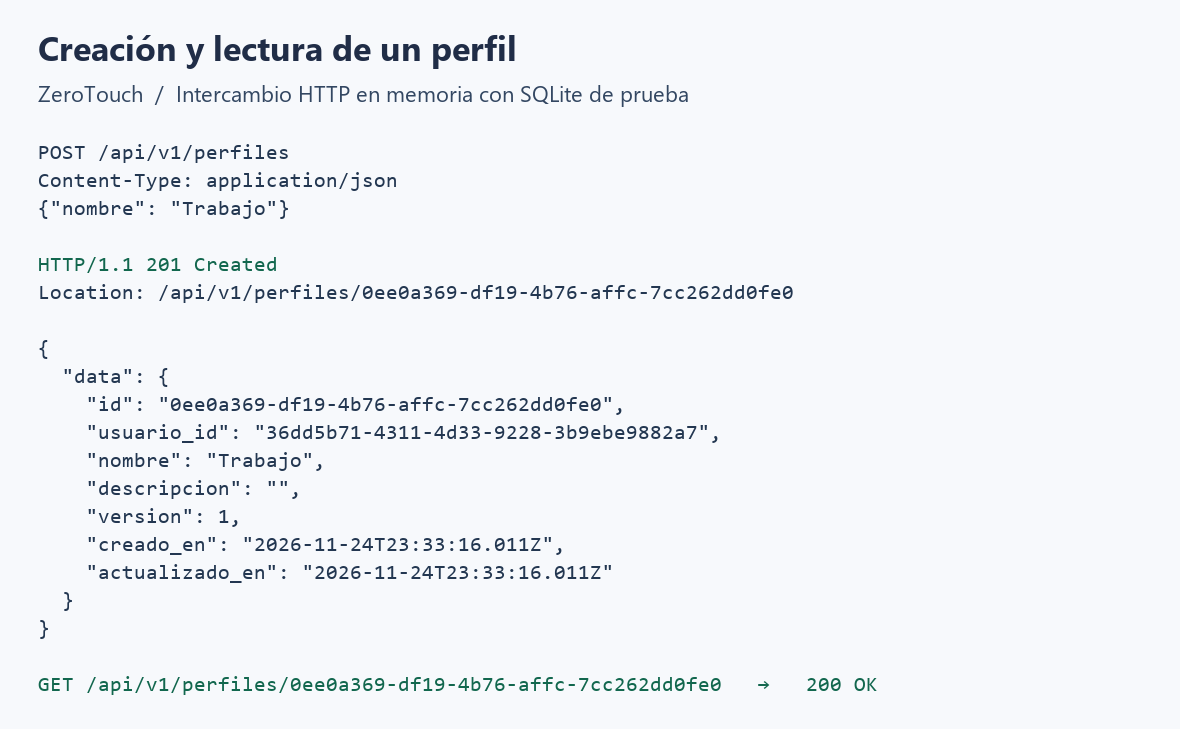 Creación y lectura de un perfil
ZeroTouch / Intercambio HTTP en memoria con SQLite de prueba
POST /api/v1/perfiles
Content-Type: application/json
{"nombre": "Trabajo"}
HTTP/1.1 201 Created
Location: /api/v1/perfiles/0ee0a369-df19-4b76-affc-7cc262dd0fe0
{
  "data": {
    "id": "0ee0a369-df19-4b76-affc-7cc262dd0fe0",
    "usuario_id": "36dd5b71-4311-4d33-9228-3b9ebe9882a7",
    "nombre": "Trabajo",
    "descripcion": "",
    "version": 1,
    "creado_en": "2026-11-24T23:33:16.011Z",
    "actualizado_en": "2026-11-24T23:33:16.011Z"
  }
}
GET /api/v1/perfiles/0ee0a369-df19-4b76-affc-7cc262dd0fe0 → 200 OK